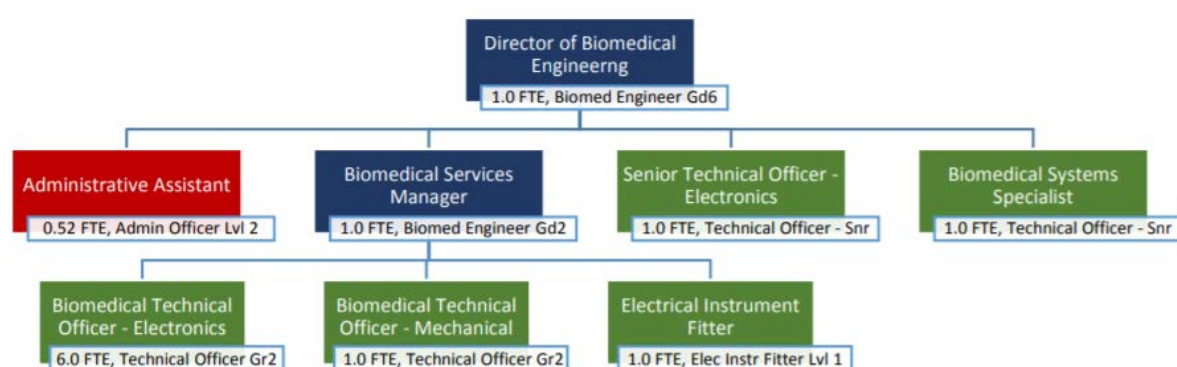 Director of Biomedical
Engineerng
1.0 FTE, Biomed Engineer Gd6
Administrative Assistant
0.52 FTE, Admin Officer Lvl 2
Biomedical Services
Manager
1.0 FTE, Biomed Engineer Gd2
Senior Technical Officer -
Electronics
1.0 FTE, Technical Officer - Snr
Biomedical Systems
Specialist
1.0 FTE, Technical Officer - Snr
Biomedical Technical
Officer - Electronics
6.0 FTE, Technical Officer Gr2
Biomedical Technical
Officer - Mechanical
1.0 FTE, Technical Officer Gr2
Electrical Instrument
Fitter
1.0 FTE, Elec Instr Fitter Lvl 1